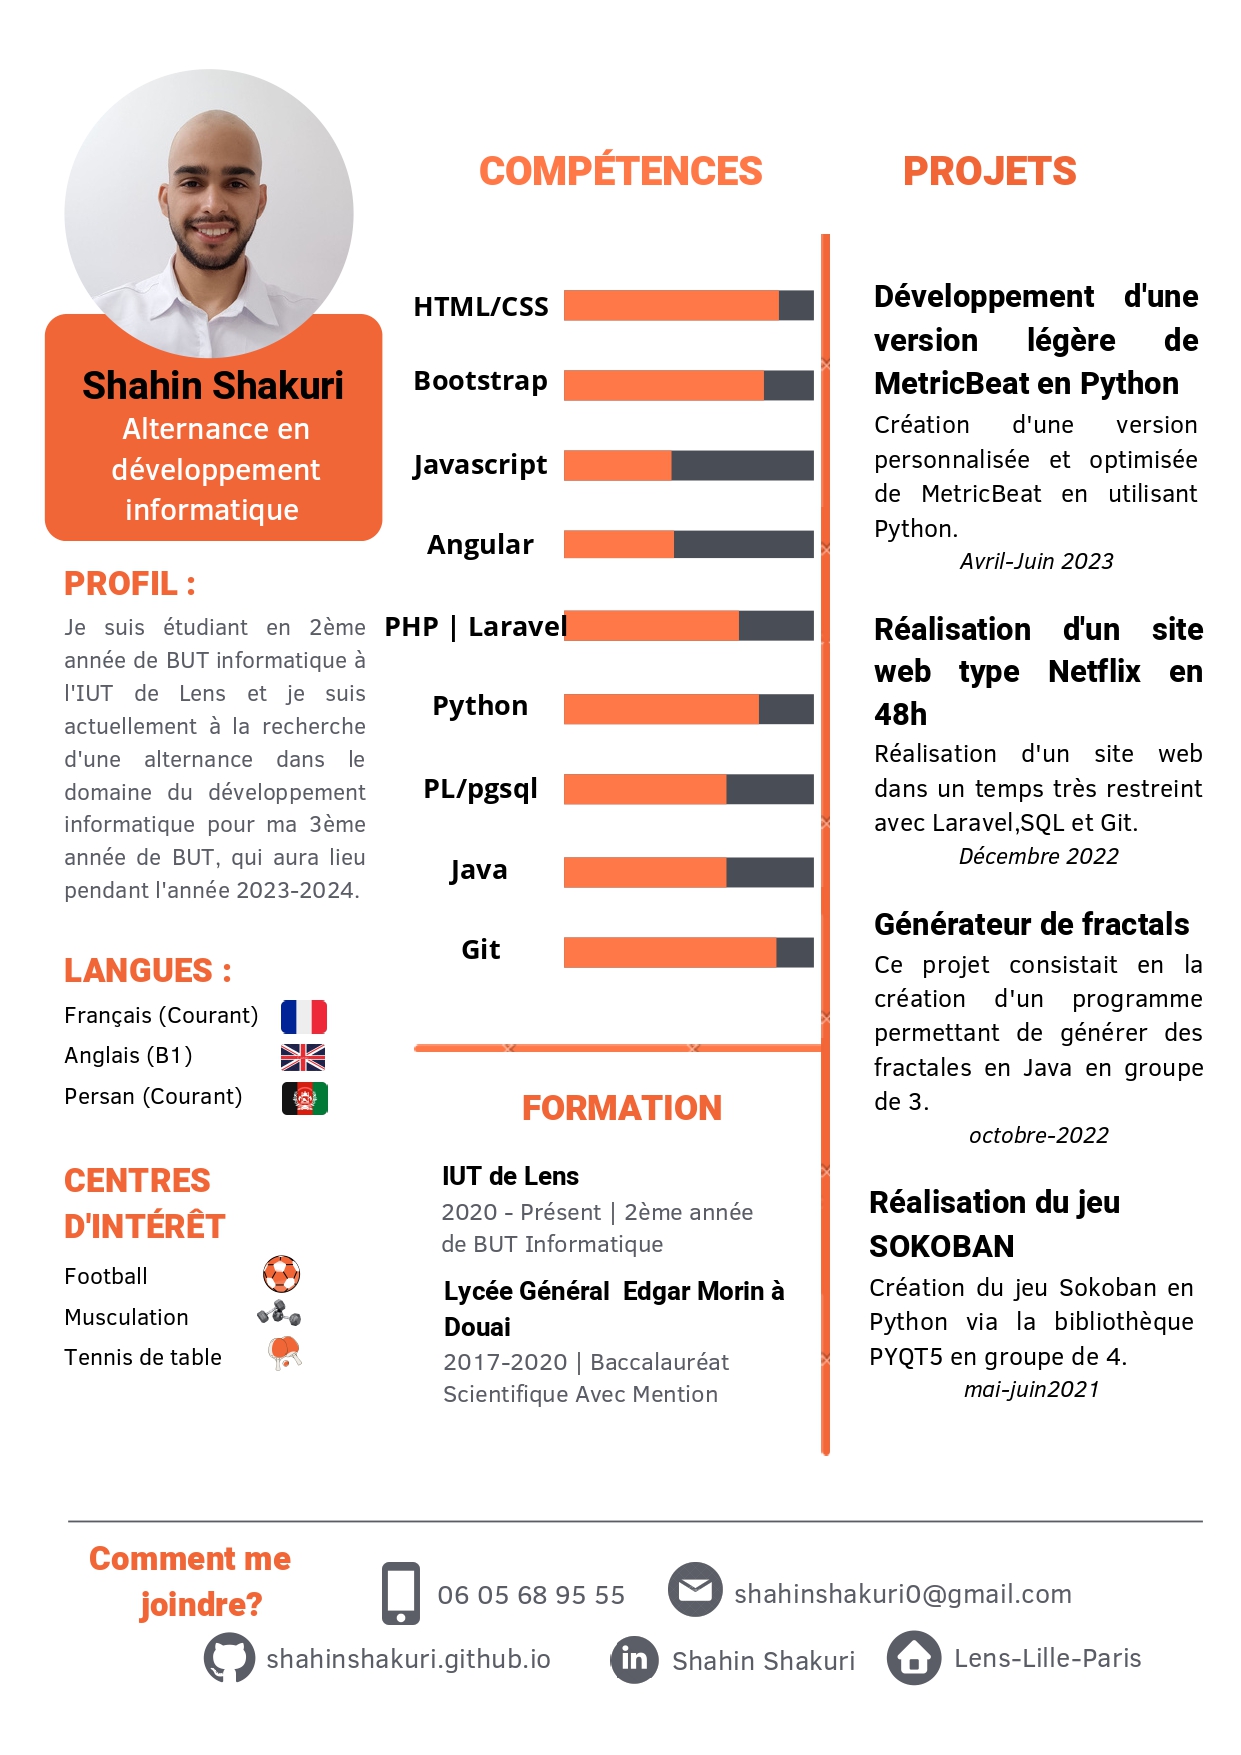 Shahin Shakuri
Alternance en
développement
informatique
PROFIL :
Je suis étudiant en 2ème
année de BUT informatique à
l'IUT de Lens et je suis
actuellement à la recherche
d'une alternance dans le
domaine du développement
informatique pour ma 3ème
année de BUT, qui aura lieu
pendant l'année 2023-2024.
LANGUES :
Français (Courant)
Anglais (B1)
Persan (Courant)
CENTRES
D'INTÉRÊT
Football
Musculation
Tennis de table
COMPÉTENCES
HTML/CSS
Bootstrap
Javascript
Angular
PHP | Laravel
Python
PL/pgsql
Java
Git
FORMATION
IUT de Lens
2020 - Présent | 2ème année
de BUT Informatique
Lycée Général Edgar Morin à
Douai
2017-2020 | Baccalauréat
Scientifique Avec Mention
PROJETS
Développement d'une
version légère de
MetricBeat en Python
Création d'une version
personnalisée et optimisée
de MetricBeat en utilisant
Python.
Avril-Juin 2023
Réalisation d'un site
web type Netflix en
48h
Réalisation d'un site web
dans un temps très restreint
avec Laravel,SQL et Git.
Décembre 2022
Générateur de fractals
Ce projet consistait en la
création d'un programme
permettant de générer des
fractales en Java en groupe
de 3.
octobre-2022
Réalisation du jeu
SOKOBAN
Création du jeu Sokoban en
Python via la bibliothèque
PYQT5 en groupe de 4.
mai-juin2021
Comment me
joindre?
06 05 68 95 55
shahinshakuri0@gmail.com
shahinshakuri.github.io
in
Shahin Shakuri
Lens-Lille-Paris